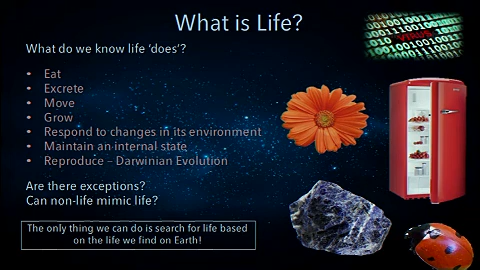 What is Life?
What do we know life ‘does’?
• Eat
• Excrete
• Move
• Grow
• Respond to changes in its environment
• Maintain an internal state
• Reproduce – Darwinian Evolution
Are there exceptions?
Can non-life mimic life?
The only thing we can do is search for life based
on the life we find on Earth!